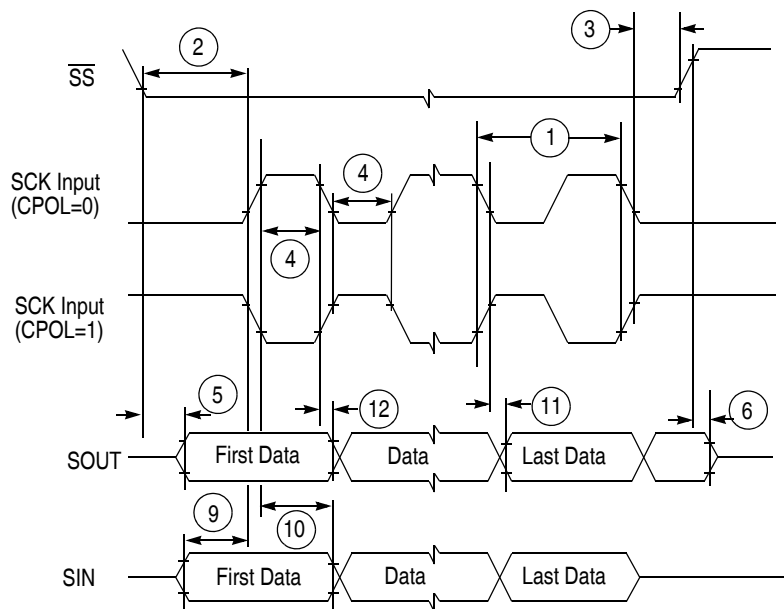 2
3
S̅S̅
1
SCK Input
(CPOL=0)
4
4
SCK Input
(CPOL=1)
5
12
11
6
SOUT
First Data
Data
Last Data
9
10
SIN
First Data
Data
Last Data